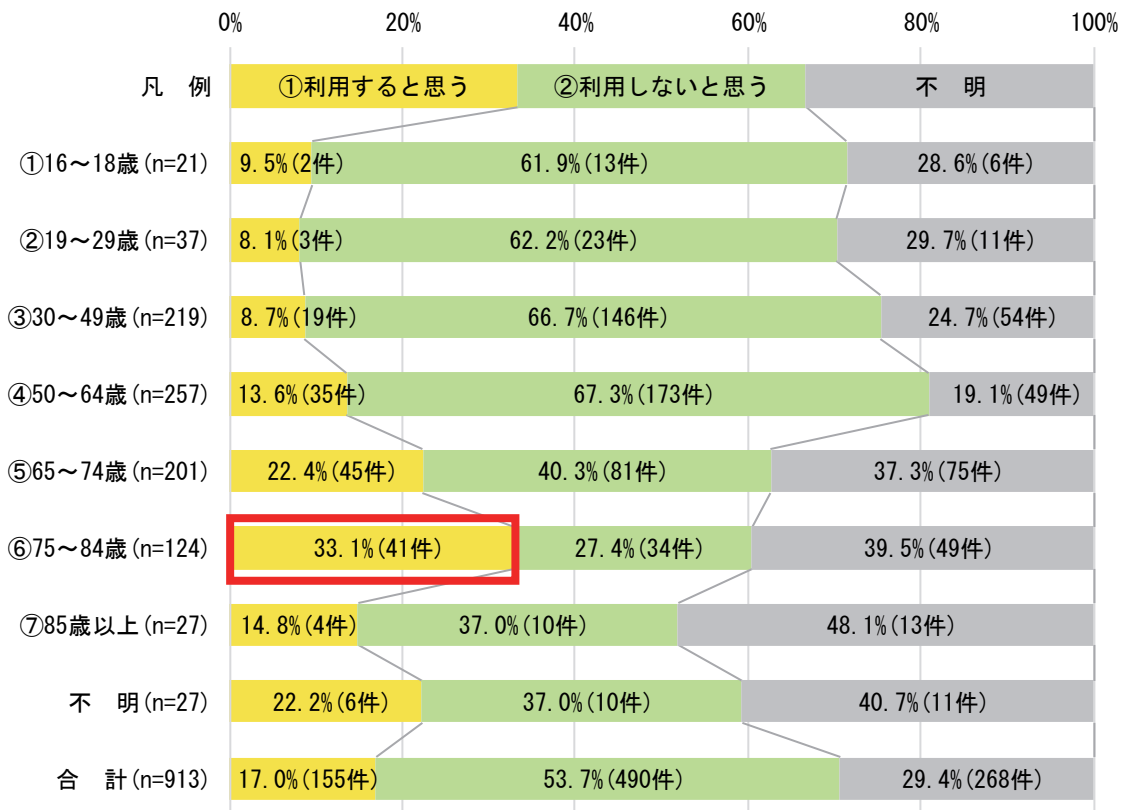 0% 20% 40% 60% 80% 100%
凡　例 ①利用すると思う ②利用しないと思う 不　明
①16～18歳(n=21) 9.5%(2件) 61.9%(13件) 28.6%(6件)
②19～29歳(n=37) 8.1%(3件) 62.2%(23件) 29.7%(11件)
③30～49歳(n=219) 8.7%(19件) 66.7%(146件) 24.7%(54件)
④50～64歳(n=257) 13.6%(35件) 67.3%(173件) 19.1%(49件)
⑤65～74歳(n=201) 22.4%(45件) 40.3%(81件) 37.3%(75件)
⑥75～84歳(n=124) 33.1%(41件) 27.4%(34件) 39.5%(49件)
⑦85歳以上(n=27) 14.8%(4件) 37.0%(10件) 48.1%(13件)
不　明(n=27) 22.2%(6件) 37.0%(10件) 40.7%(11件)
合　計(n=913) 17.0%(155件) 53.7%(490件) 29.4%(268件)